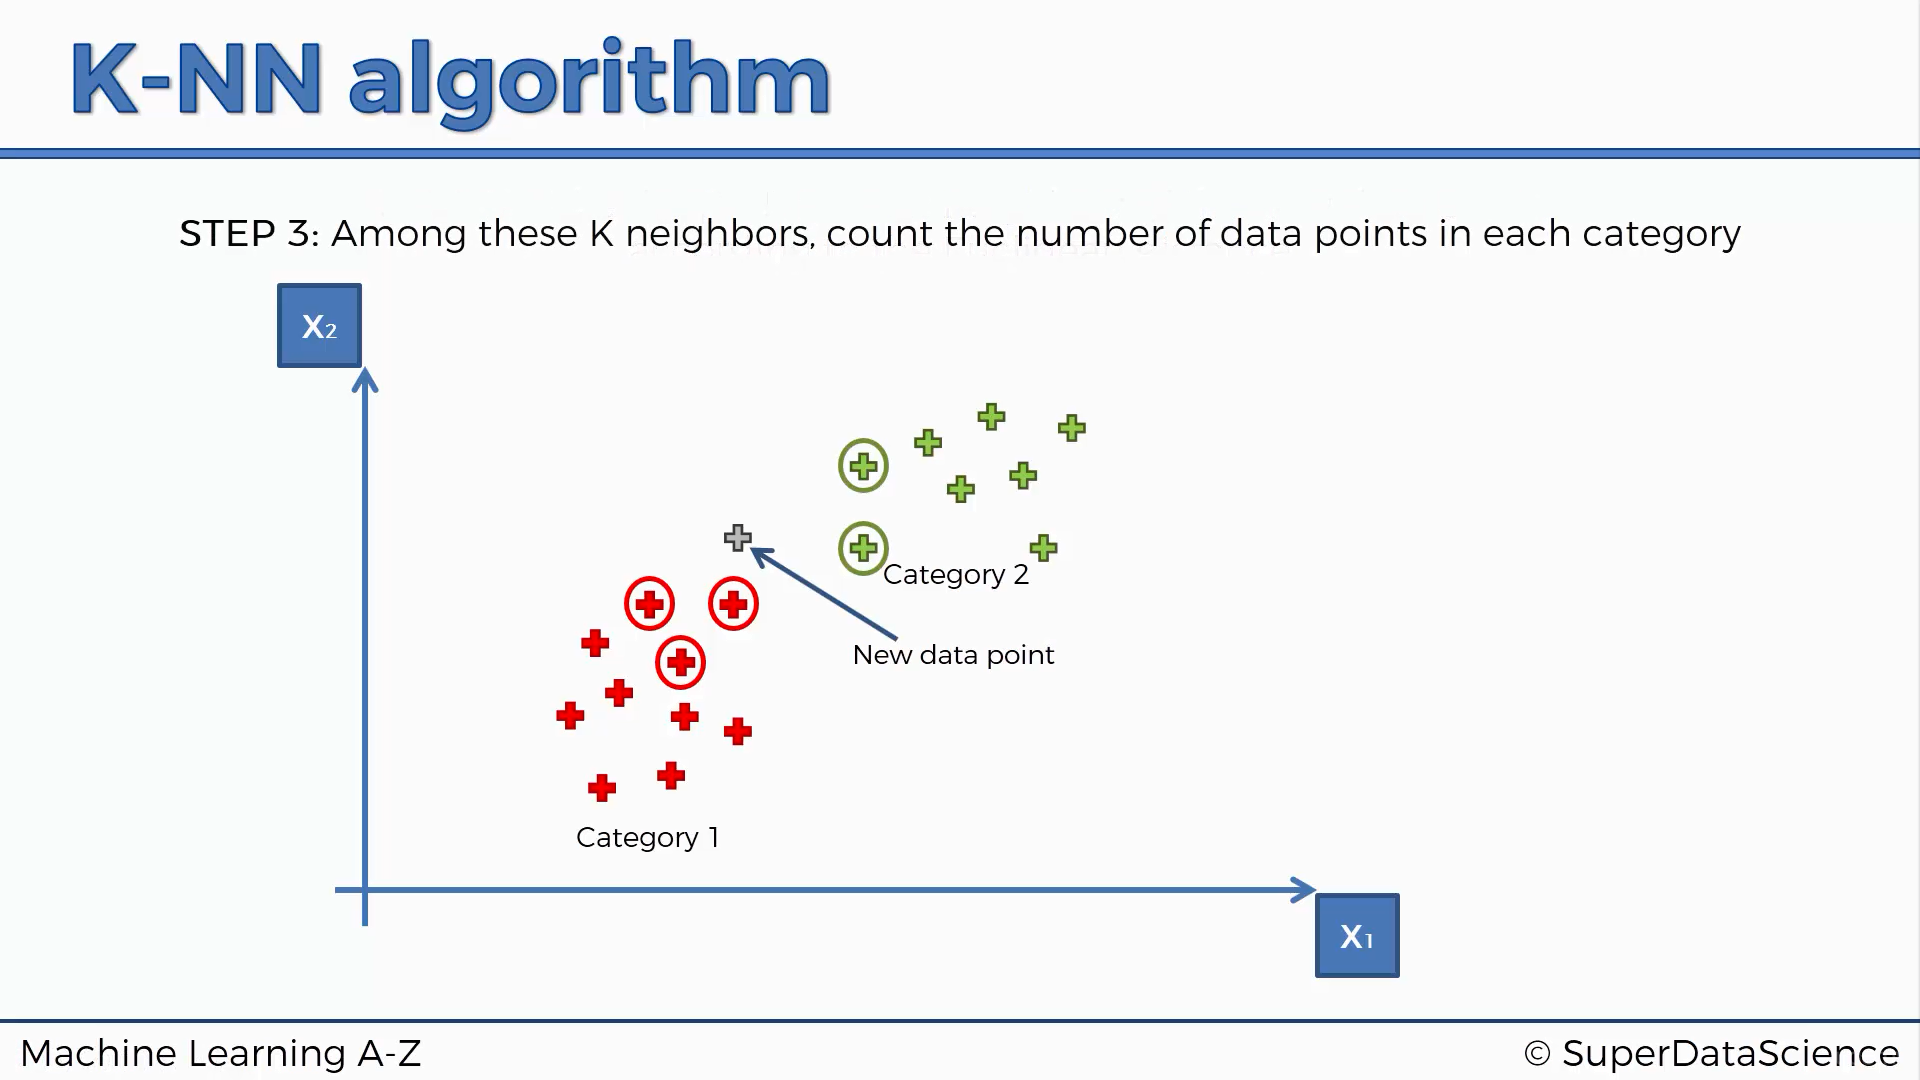 K-NN algorithm
STEP 3: Among these K neighbors, count the number of data points in each category
X2
Category 2
New data point
Category 1
X1
Machine Learning A-Z
© SuperDataScience